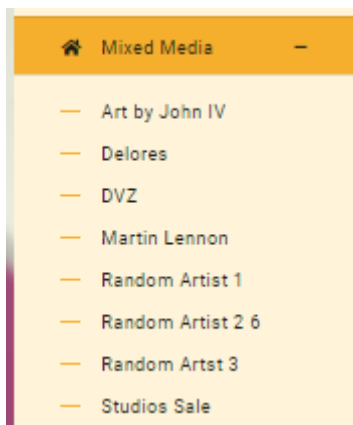 Mixed Media
Art by John IV
Delores
DVZ
Martin Lennon
Random Artist 1
Random Artist 2 6
Random Artst 3
Studios Sale